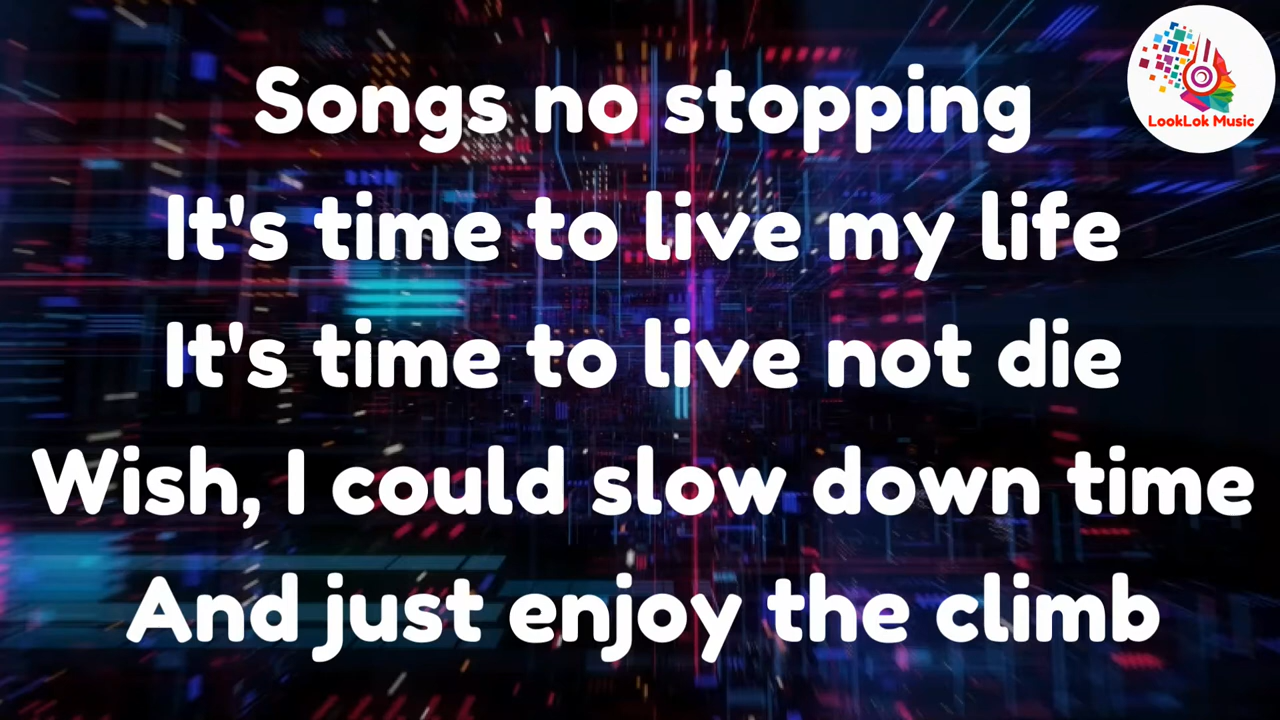 Songs no stopping
It's time to live my life
It's time to live not die
Wish, I could slow down time
And just enjoy the climb
LookLok Music